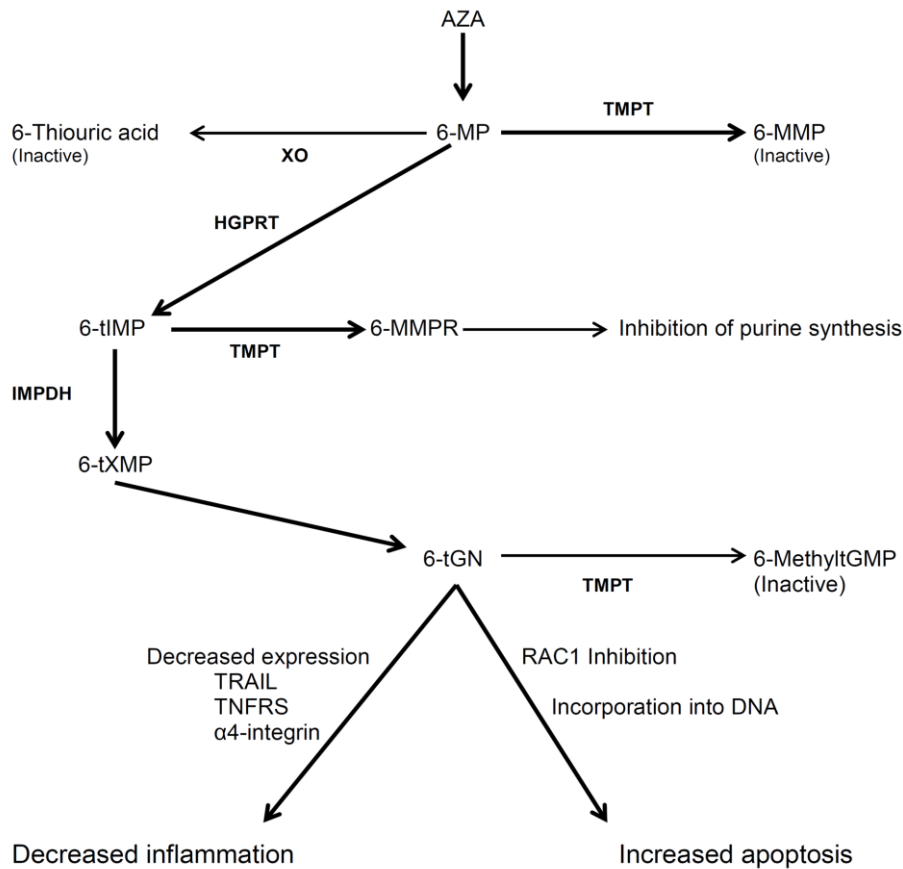 AZA
TMPT
6-Thiouric acid
(Inactive)
6-MP
6-MMP
(Inactive)
XO
HGPRT
6-tIMP
6-MMPR
Inhibition of purine synthesis
TMPT
IMPDH
6-tXMP
6-tGN
6-MethyltGMP
(Inactive)
TMPT
Decreased expression
TRAIL
TNFRS
α4-integrin
RAC1 Inhibition
Incorporation into DNA
Decreased inflammation
Increased apoptosis